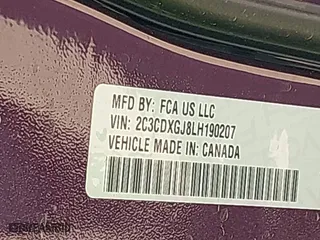 MFD BY: FCA US LLC
VIN: 2C3CDXGJ8LH190207
VEHICLE MADE IN: CANADA